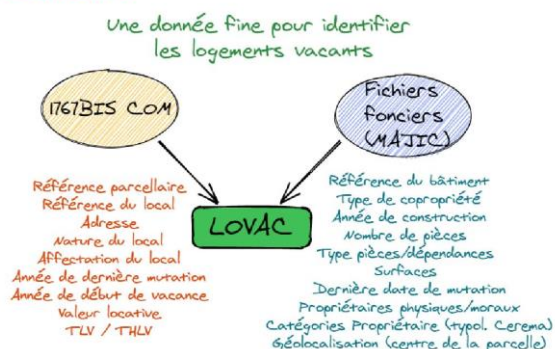 Une donnée fine pour identifier
les logements vacants
1767BIS COM
Fichiers
fonciers
(MAJIC)
LOVAC
Référence parcellaire
Référence du local
Adresse
Nature du local
Affectation du local
Année de dernière mutation
Année de début de vacance
Valeur locative
TLV / THLV
Référence du bâtiment
Type de copropriété
Année de construction
Nombre de pièces
Type pièces/dépendances
Surfaces
Dernière date de mutation
Propriétaires physiques/moraux
Catégories Propriétaire (typol. Cerema)
Géolocalisation (centre de la parcelle)